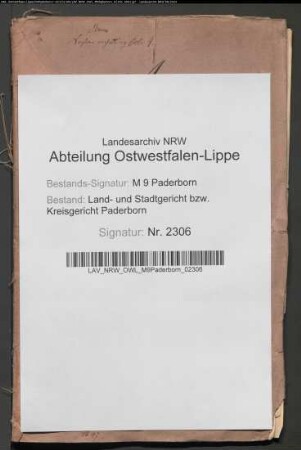 Landesarchiv NRW
Abteilung Ostwestfalen-Lippe
Bestands-Signatur: M 9 Paderborn
Bestand: Land- und Stadtgericht bzw.
Kreisgericht Paderborn
Signatur: Nr. 2306
LAV_NRW_OWL_M9Paderborn_02306